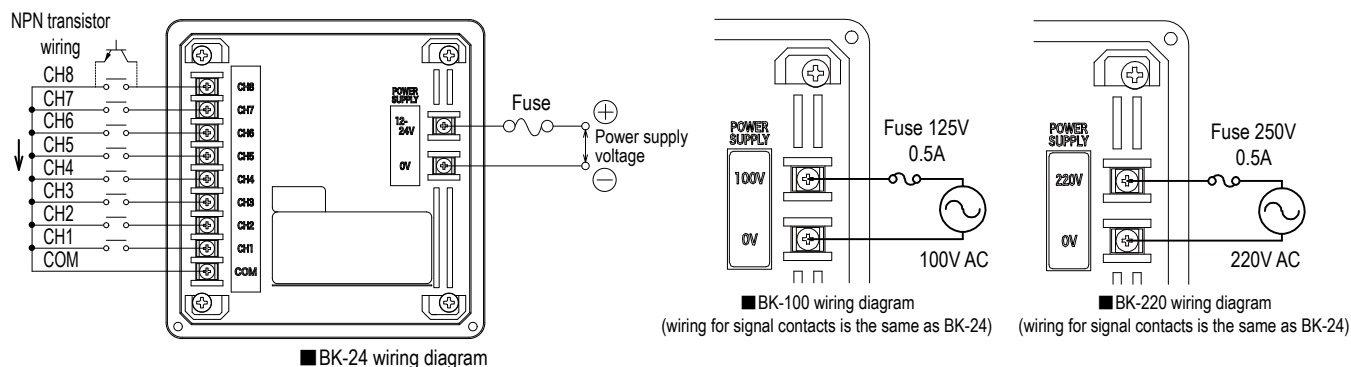 NPN transistor
wiring
CH8
CH7
CH6
CH5
CH4
CH3
CH2
CH1
COM
CH8
CH7
CH6
CH5
CH4
CH3
CH2
CH1
COM
POWER
SUPPLY
12-
24V
0V
Fuse
Power supply
voltage
■BK-24 wiring diagram
POWER
SUPPLY
100V
0V
Fuse 125V
0.5A
100V AC
■BK-100 wiring diagram
(wiring for signal contacts is the same as BK-24)
POWER
SUPPLY
220V
0V
Fuse 250V
0.5A
220V AC
■BK-220 wiring diagram
(wiring for signal contacts is the same as BK-24)